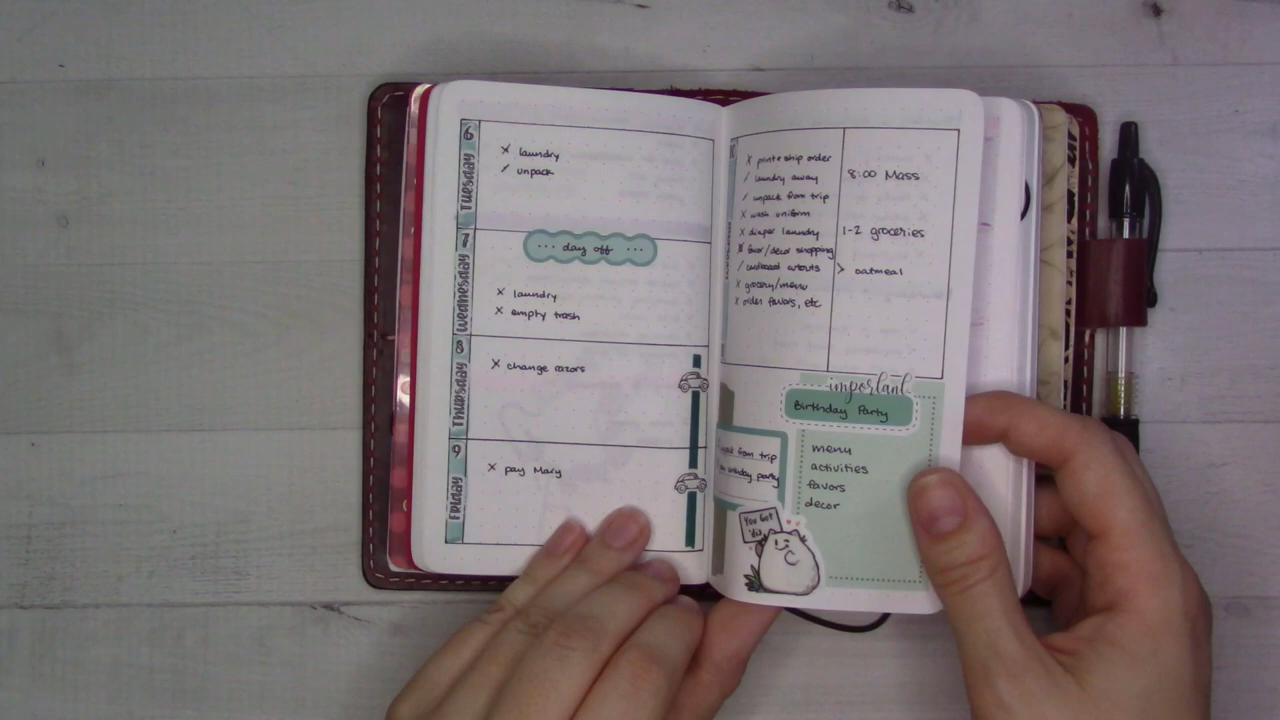 6
Tuesday
x laundry
/ unpack
7
Wednesday
··· day off ···
x laundry
x empty trash
8
Thursday
x change razors
9
Friday
x pay Mary
x print + ship order
/ laundry away
/ unpack from trip
x wash uniform
x diaper laundry
x favor/decor shopping
/ cardboard cutouts
x grocery/menu
x order favors, etc
8:00 Mass
1-2 groceries
> oatmeal
important
Birthday Party
menu
activities
favors
decor
from trip
birthday party
You Got